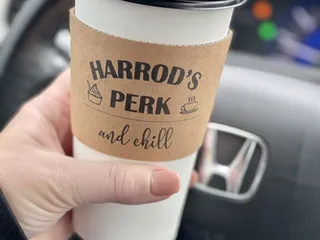 HARROD'S
PERK
and chill